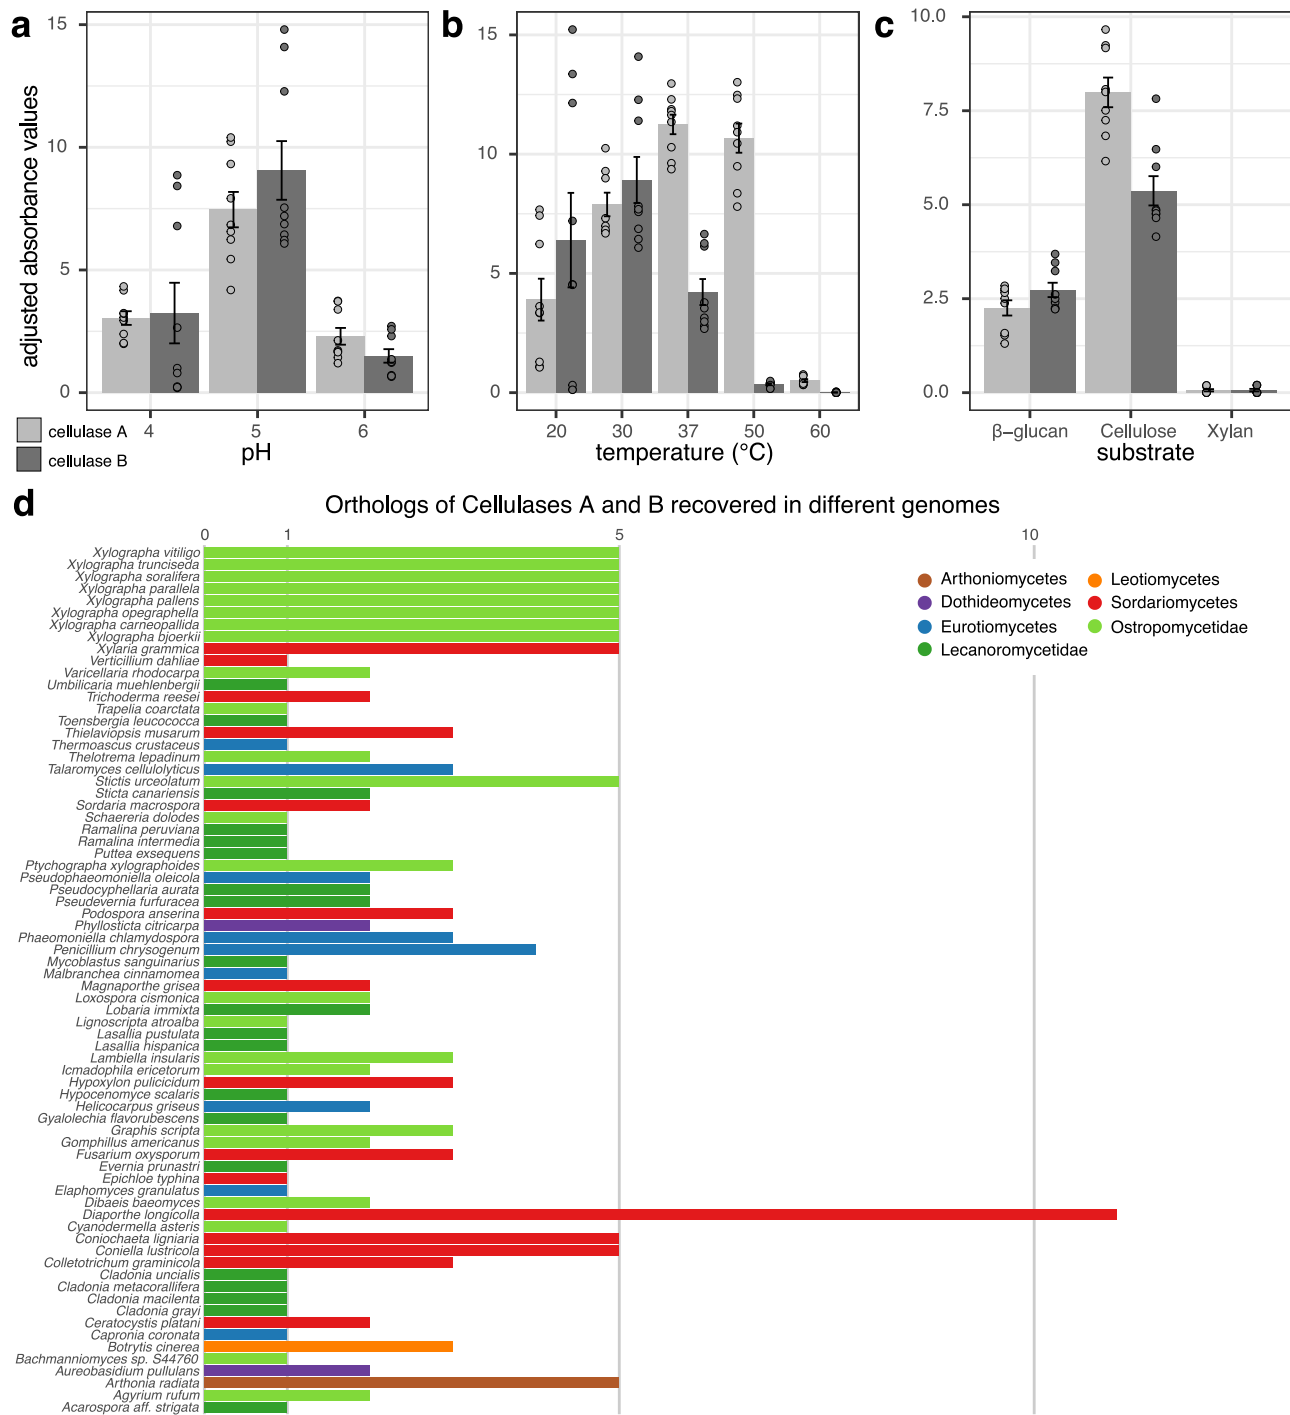 a
15
10
5
0
adjusted absorbance values
4
5
6
pH
cellulase A
cellulase B
b
15
10
5
0
20
30
37
50
60
temperature (°C)
c
10.0
7.5
5.0
2.5
0.0
β−glucan
Cellulose
Xylan
substrate
d
Orthologs of Cellulases A and B recovered in different genomes
0
1
5
10
Xylographa vitiligo
Xylographa trunciseda
Xylographa soralifera
Xylographa parallela
Xylographa pallens
Xylographa opegraphella
Xylographa carneopallida
Xylographa bjoerkii
Xylaria grammica
Verticillium dahliae
Varicellaria rhodocarpa
Umbilicaria muehlenbergii
Trichoderma reesei
Trapelia coarctata
Toensbergia leucococca
Thielaviopsis musarum
Thermoascus crustaceus
Thelotrema lepadinum
Talaromyces cellulolyticus
Stictis urceolatum
Sticta canariensis
Sordaria macrospora
Schaereria dolodes
Ramalina peruviana
Ramalina intermedia
Puttea exsequens
Ptychographa xylographoides
Pseudophaeomoniella oleicola
Pseudocyphellaria aurata
Pseudevernia furfuracea
Podospora anserina
Phyllosticta citricarpa
Phaeomoniella chlamydospora
Penicillium chrysogenum
Mycoblastus sanguinarius
Malbranchea cinnamomea
Magnaporthe grisea
Loxospora cismonica
Lobaria immixta
Lignoscripta atroalba
Lasallia pustulata
Lasallia hispanica
Lambiella insularis
Icmadophila ericetorum
Hypoxylon pulicicidum
Hypocenomyce scalaris
Helicocarpus griseus
Gyalolechia flavorubescens
Graphis scripta
Gomphillus americanus
Fusarium oxysporum
Evernia prunastri
Epichloe typhina
Elaphomyces granulatus
Dibaeis baeomyces
Diaporthe longicolla
Cyanodermella asteris
Coniochaeta ligniaria
Coniella lustricola
Colletotrichum graminicola
Cladonia uncialis
Cladonia metacorallifera
Cladonia macilenta
Cladonia grayi
Ceratocystis platani
Capronia coronata
Botrytis cinerea
Bachmanniomyces sp. S44760
Aureobasidium pullulans
Arthonia radiata
Agyrium rufum
Acarospora aff. strigata
Arthoniomycetes
Dothideomycetes
Eurotiomycetes
Lecanoromycetidae
Leotiomycetes
Sordariomycetes
Ostropomycetidae